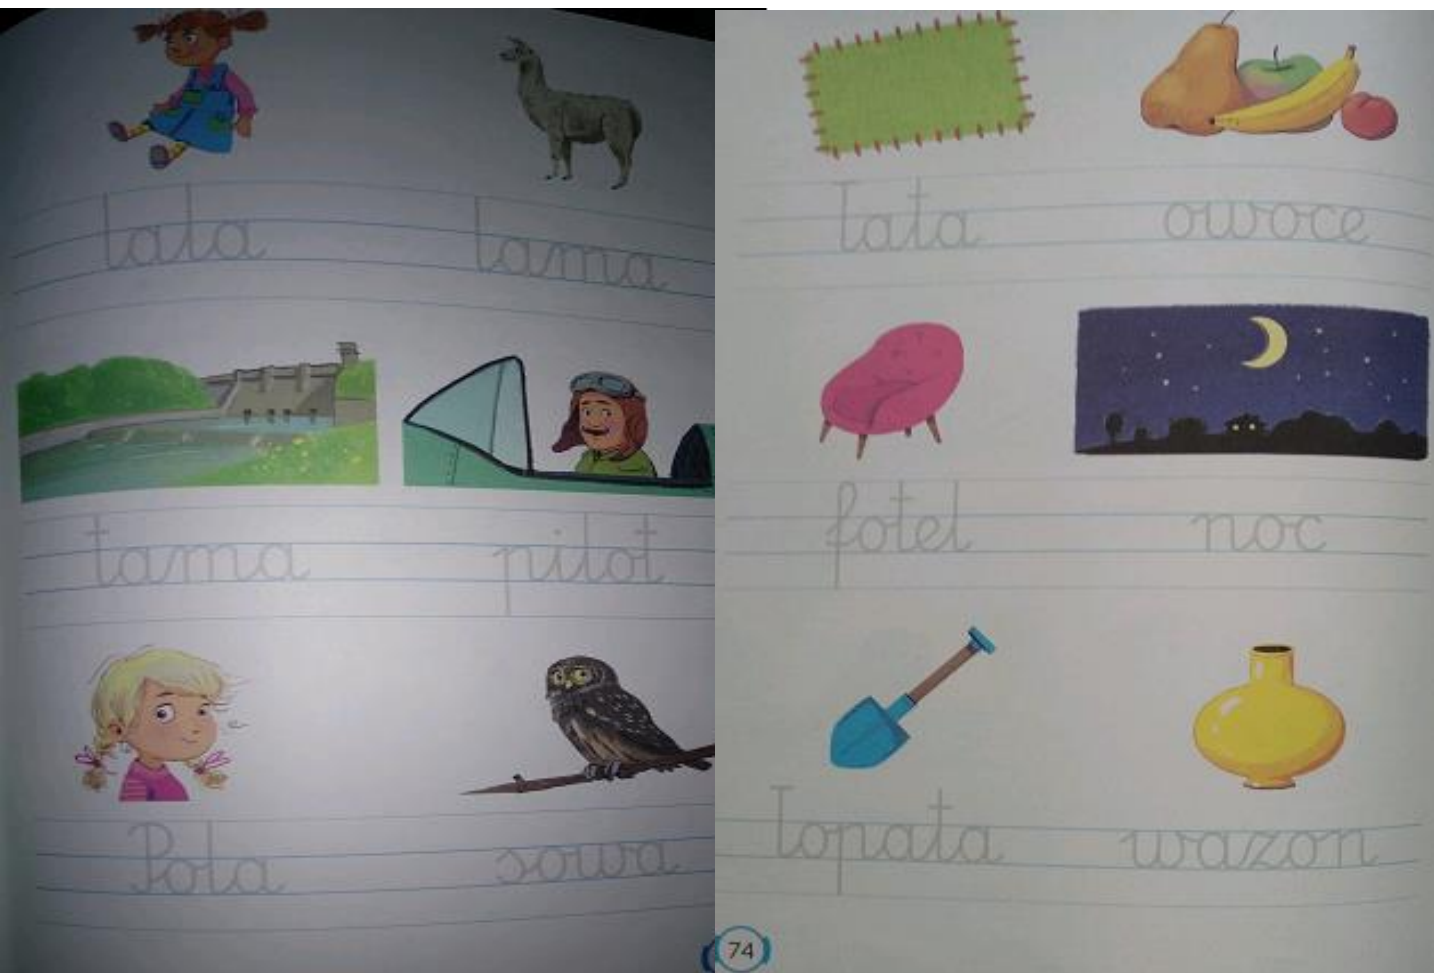 lala lama
tama pilot
Pola sowa
łata owoce
fotel noc
łopata wazon
74